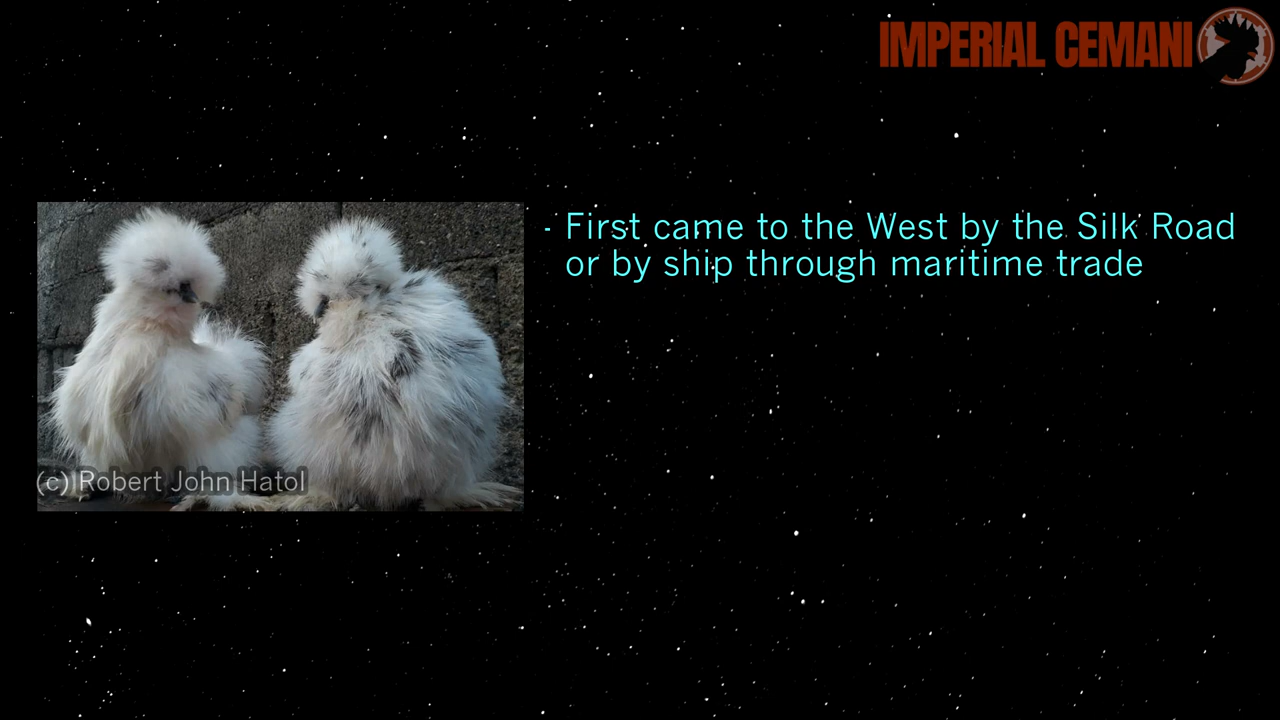 IMPERIAL CEMANI
- First came to the West by the Silk Road
or by ship through maritime trade
(c) Robert John Hatol